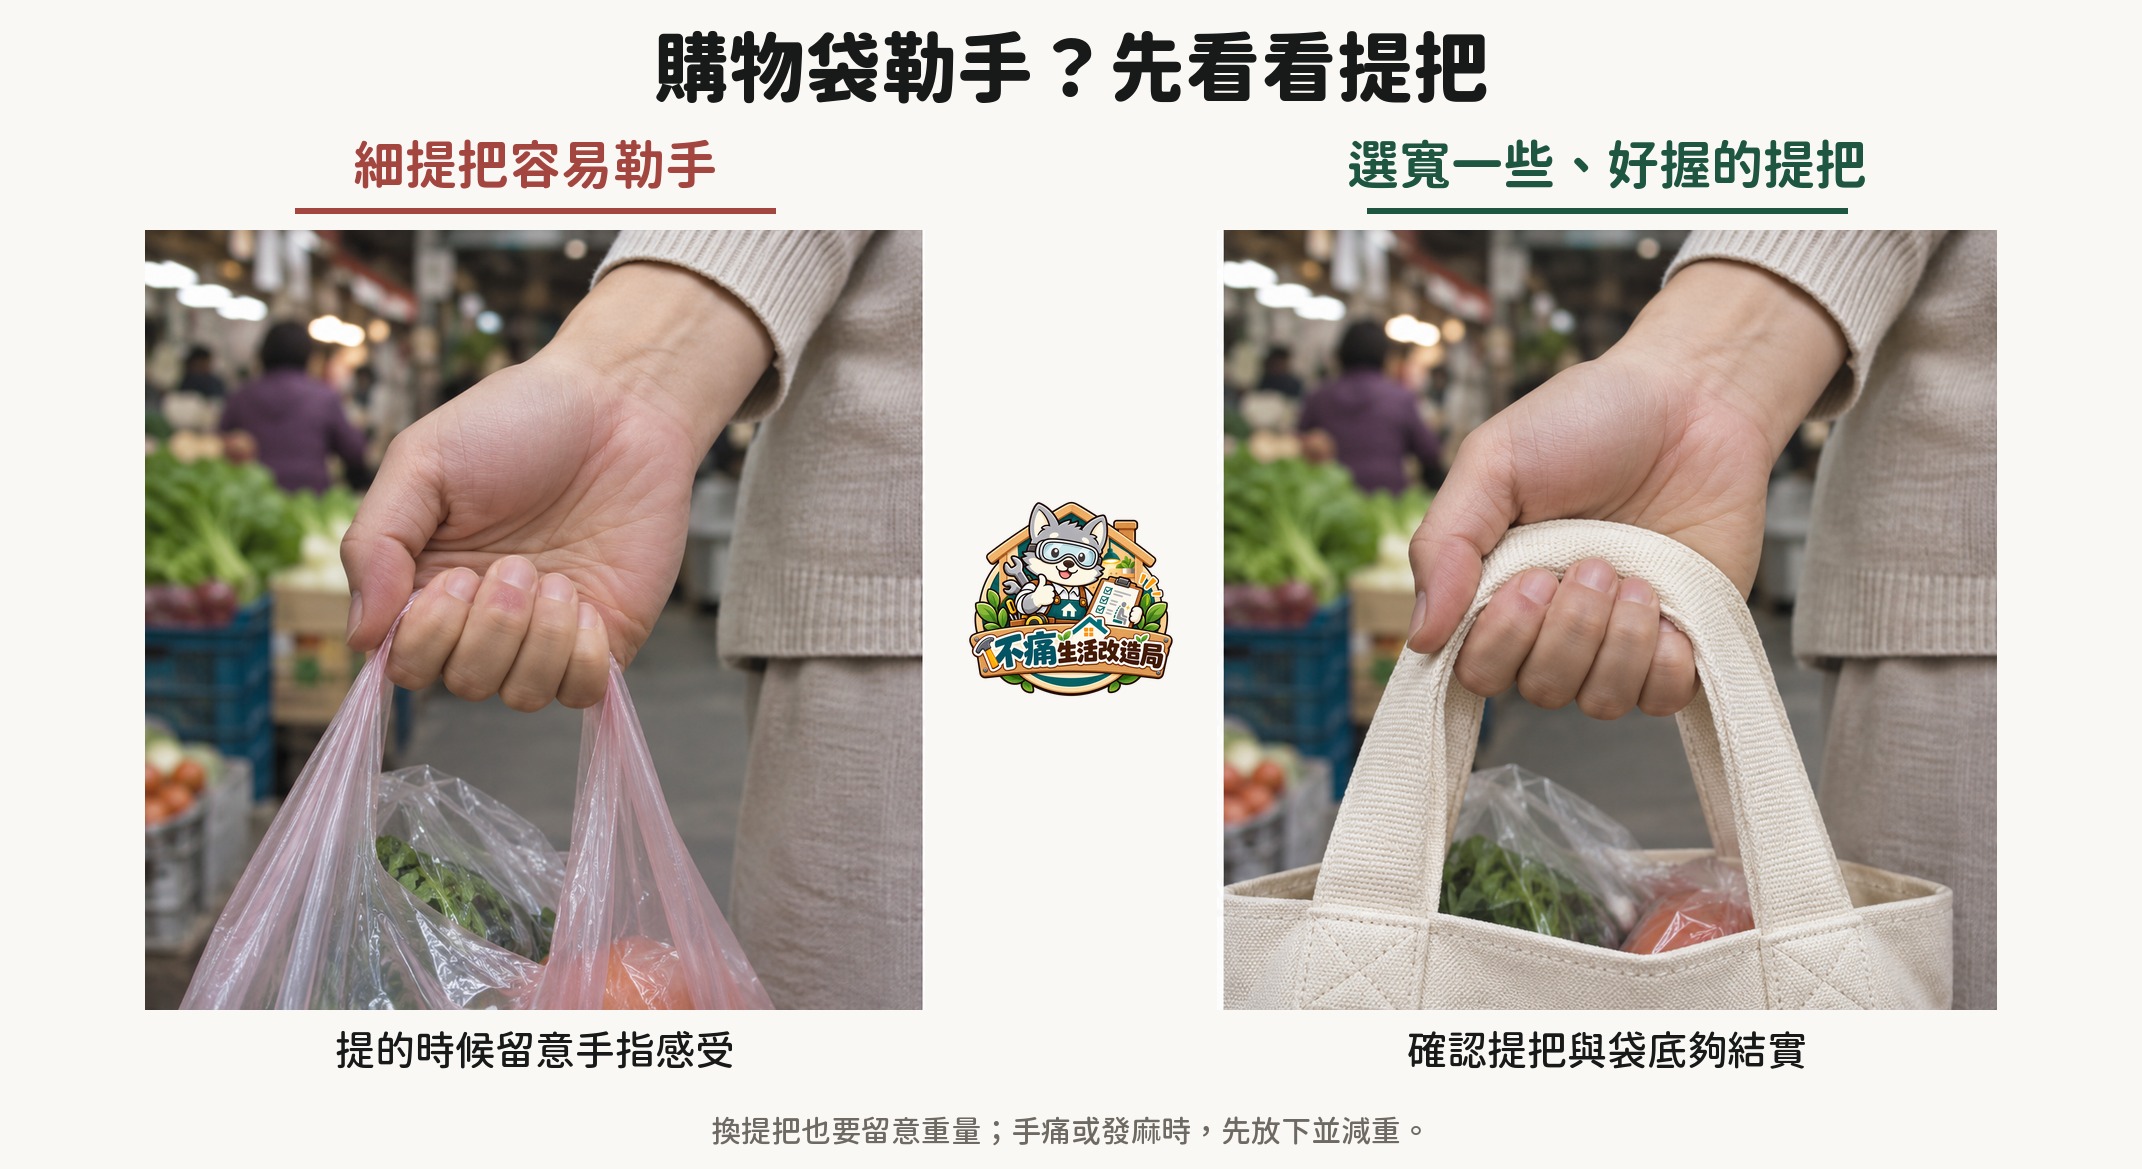 購物袋勒手？先看看提把
細提把容易勒手
選寬一些、好握的提把
不痛生活改造局
提的時候留意手指感受
確認提把與袋底夠結實
換提把也要留意重量；手痛或發麻時，先放下並減重。